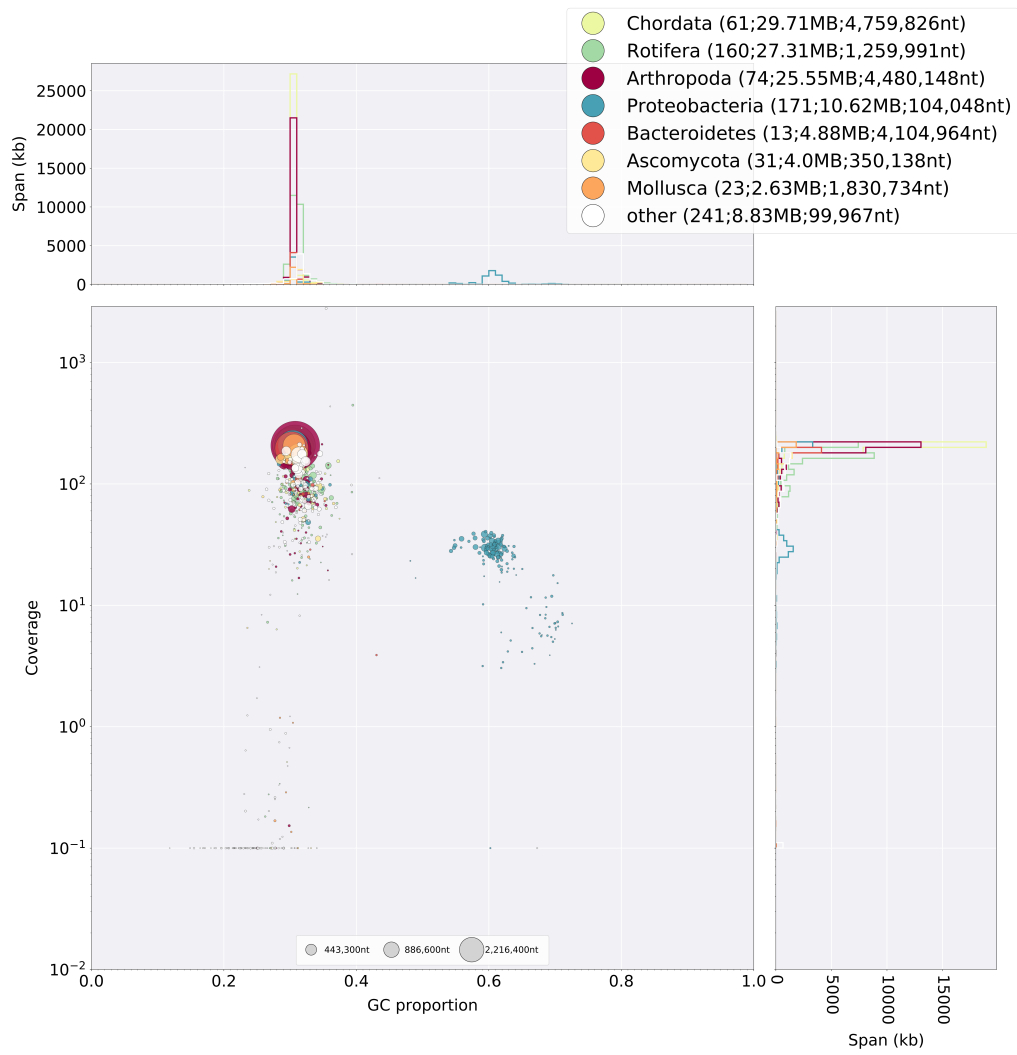 Chordata (61;29.71MB;4,759,826nt)
Rotifera (160;27.31MB;1,259,991nt)
Arthropoda (74;25.55MB;4,480,148nt)
Proteobacteria (171;10.62MB;104,048nt)
Bacteroidetes (13;4.88MB;4,104,964nt)
Ascomycota (31;4.0MB;350,138nt)
Mollusca (23;2.63MB;1,830,734nt)
other (241;8.83MB;99,967nt)
Span (kb)
25000
20000
15000
10000
5000
0
Coverage
10³
10²
10¹
10⁰
10⁻¹
10⁻²
443,300nt 886,600nt 2,216,400nt
0.0 0.2 0.4 0.6 0.8 1.0
GC proportion
0 5000 10000 15000
Span (kb)